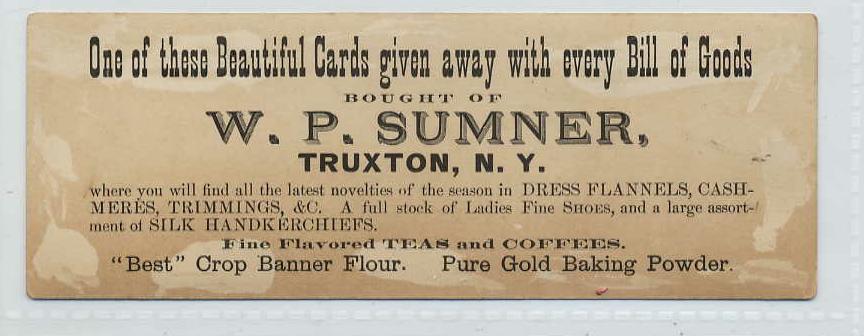 One of these Beautiful Cards given away with every Bill of Goods
BOUGHT OF
W. P. SUMNER,
TRUXTON, N. Y.
where you will find all the latest novelties of the season in DRESS FLANNELS, CASH-
MERÈS, TRIMMINGS, &C. A full stock of Ladies Fine SHOES, and a large assort-
ment of SILK HANDKERCHIEFS.
Fine Flavored TEAS and COFFEES.
"Best" Crop Banner Flour. Pure Gold Baking Powder.